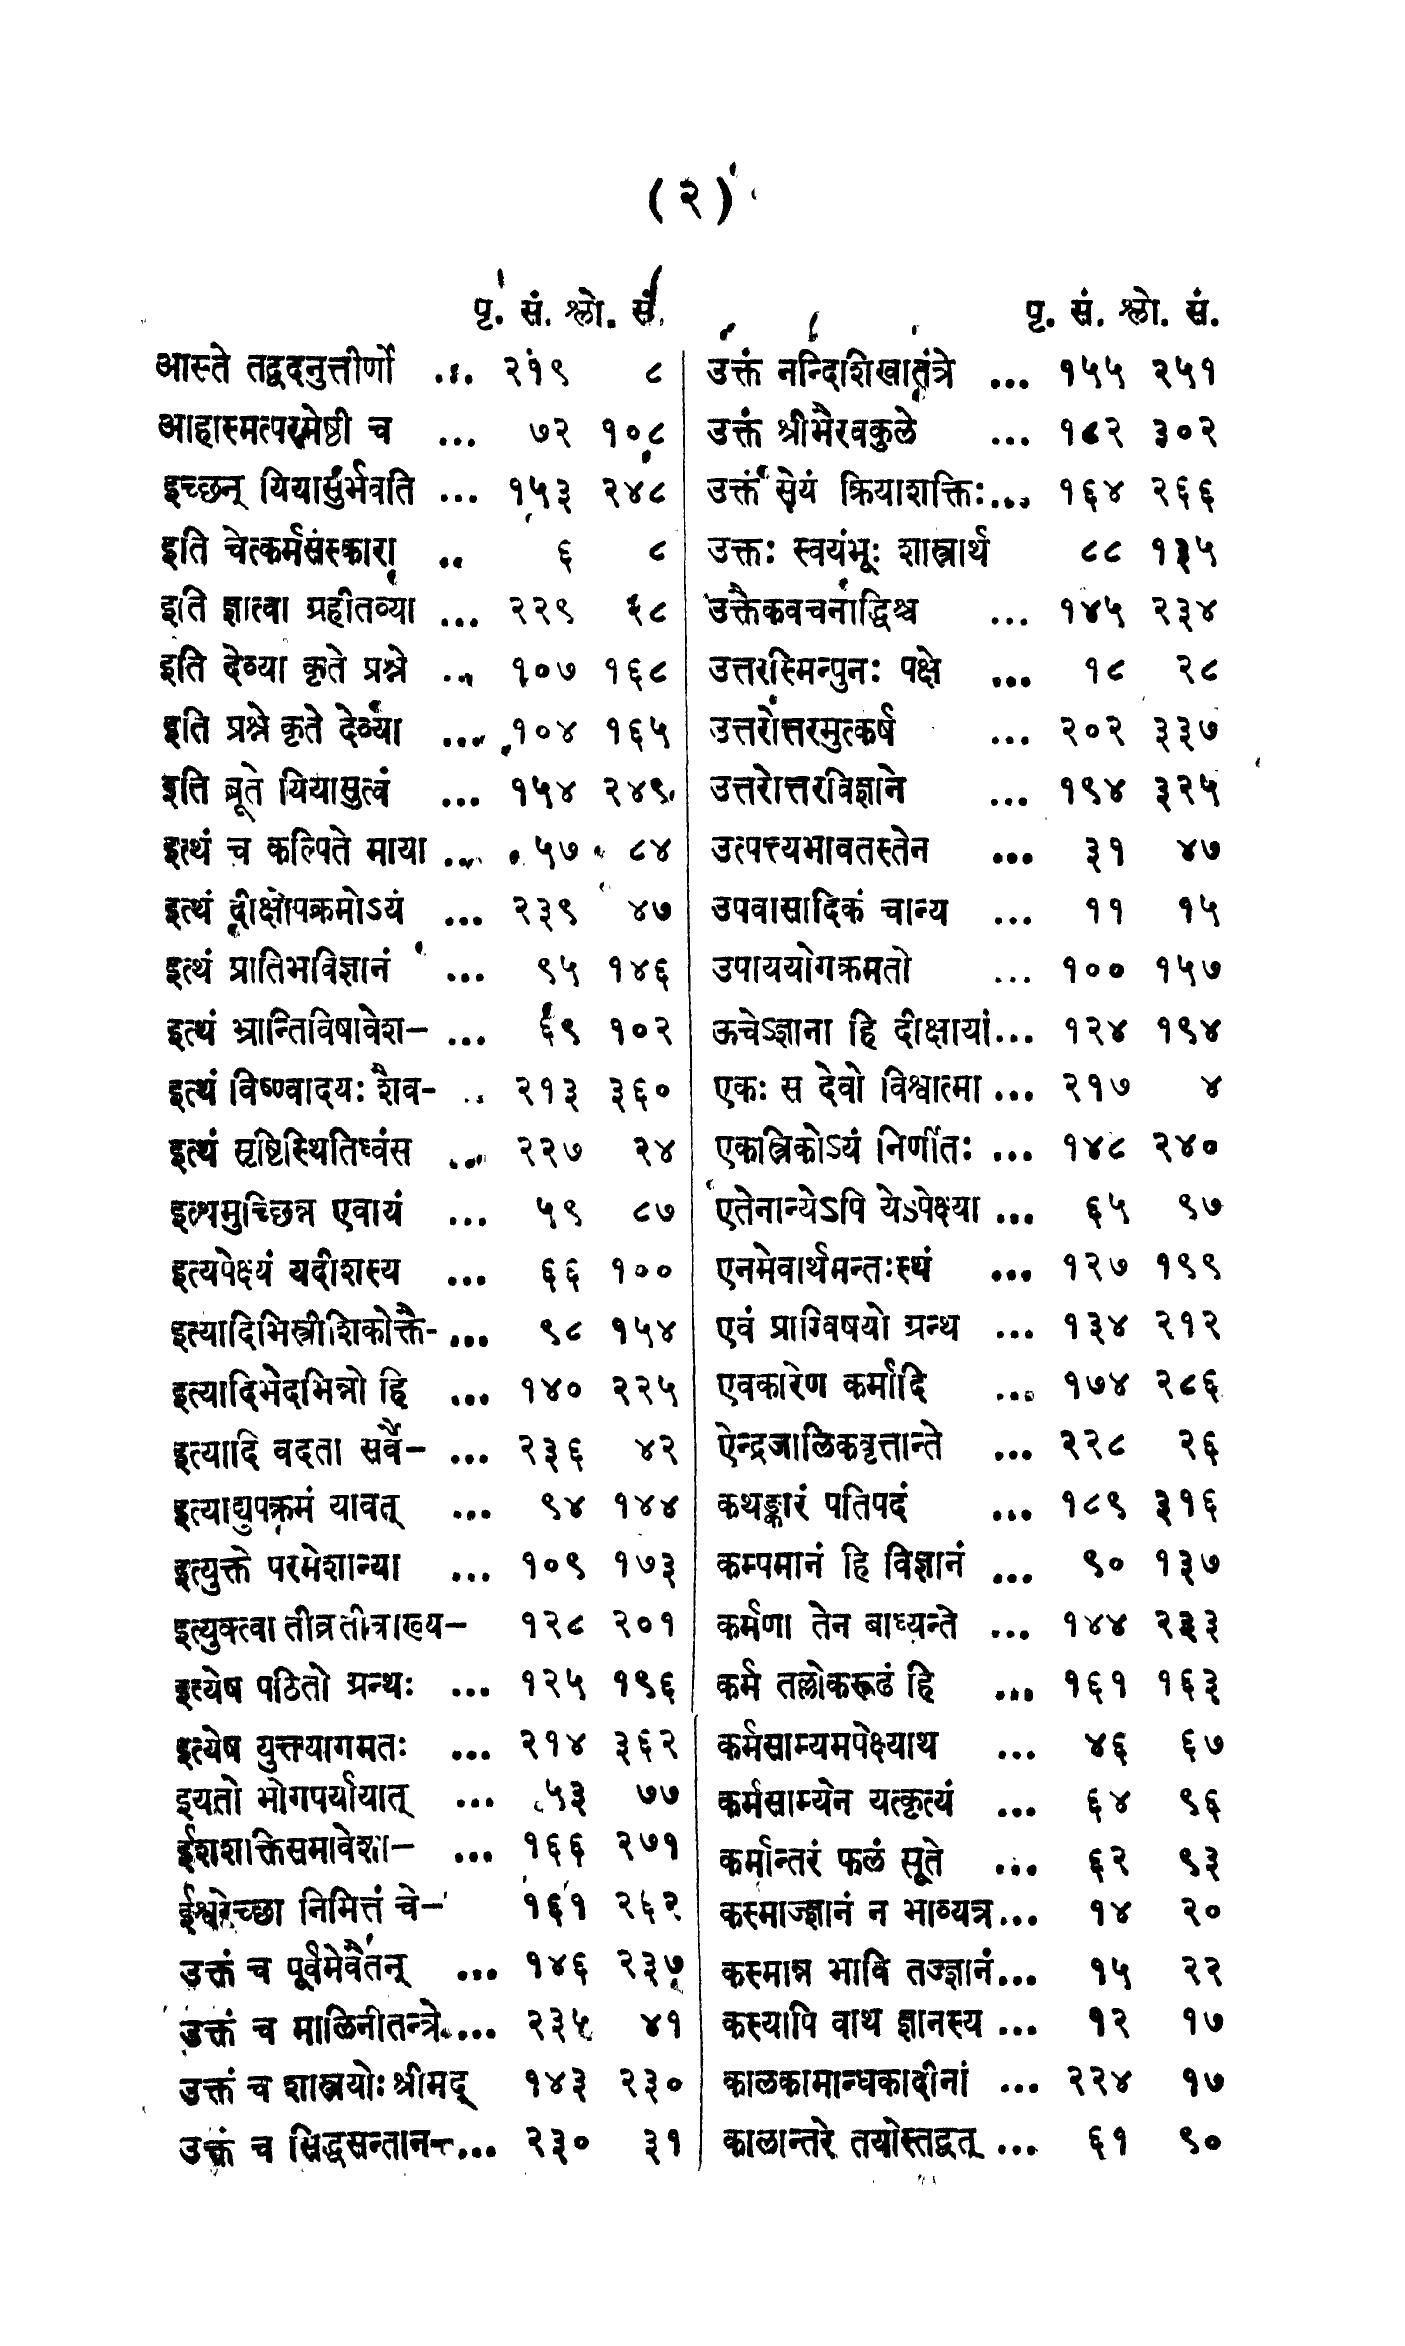 (२)
पृ. सं. श्लो. सं.
आस्ते तद्वदनुत्तीर्णो ... २१९ ८
आहास्मत्परमेष्ठी च ... ७२ १०८
इच्छन् यियासुर्भवति ... १५३ २४८
इति चेत्कर्मसंस्कारा .. ६ ८
इति ज्ञात्वा ग्रहीतव्या ... २२९ २८
इति देव्या कृते प्रश्ने ... १०७ १६८
इति प्रश्ने कृते देव्या ... १०४ १६५
इति ब्रूते यियासुत्वं ... १५४ २४९
इत्थं च कल्पिते माया ... ५७ ८४
इत्थं दीक्षोपक्रमोऽयं ... २३९ ४७
इत्थं प्रातिभविज्ञानं ... ९५ १४६
इत्थं भ्रान्तिविषावेश– ... ६९ १०२
इत्थं विष्ण्वादयः शैव- .. २१३ ३६०
इत्थं सृष्टिस्थितिध्वंस ... २२७ २४
इत्थमुच्छिन्न एवायं ... ५९ ८७
इत्यपेक्ष्यं यदीशस्य ... ६६ १००
इत्यादिभिस्त्रीशिकोक्तै- ... ९८ १५४
इत्यादिभेदभिन्नो हि ... १४० २२५
इत्यादि वदता सर्वै– ... २३६ ४२
इत्याद्युपक्रमं यावत् ... ९४ १४४
इत्युक्ते परमेशान्या ... १०९ १७३
इत्युक्त्वा तीव्रतीव्राख्य– १२८ २०१
इत्येष पठितो ग्रन्थः ... १२५ १९६
इत्येष युक्त्यागमतः ... २१४ ३६२
इयतो भोगपर्यायात् ... ५३ ७७
ईशशक्तिसमावेशा– ... १६६ २७१
ईश्वरेच्छा निमित्तं चे– १६१ २६२
उक्तं च पूर्वमेवैतन् ... १४६ २३७
उक्तं च मालिनीतन्त्रे ... २३५ ४१
उक्तं च शास्त्रयोः श्रीमद् १४३ २३०
उक्तं च सिद्धसन्तान– ... २३० ३१
पृ. सं. श्लो. सं.
उक्तं नन्दिशिखातंत्रे ... १५५ २५१
उक्तं श्रीभैरवकुले ... १८२ ३०२
उक्तं सेयं क्रियाशक्तिः ... १६४ २६६
उक्तः स्वयंभूः शास्त्रार्थ ८८ १३५
उक्तैकवचनाद्धिश्च ... १४५ २३४
उत्तरस्मिन्पुनः पक्षे ... १८ २८
उत्तरोत्तरमुत्कर्ष ... २०२ ३३७
उत्तरोत्तरविज्ञाने ... १९४ ३२५
उत्पत्त्यभावतस्तेन ... ३१ ४७
उपवासादिकं चान्य ... ११ १५
उपाययोगक्रमतो ... १०० १५७
ऊचेऽज्ञाना हि दीक्षायां ... १२४ १९४
एकः स देवो विश्वात्मा ... २१७ ४
एकस्त्रिकोऽयं निर्णीतः ... १४८ २४०
एतेनान्येऽपि येऽपेक्ष्या ... ६५ ९७
एनमेवार्थमन्तःस्थं ... १२७ १९९
एवं प्राग्विषयो ग्रन्थ ... १३४ २१२
एवकारेण कर्मादि ... १७४ २८६
ऐन्द्रजालिकवृत्तान्ते ... २२८ २६
कथङ्कारं पतिपदं ... १८९ ३१६
कम्पमानं हि विज्ञानं ... ९० १३७
कर्मणा तेन बाध्यन्ते ... १४४ २३३
कर्म तल्लोकरूढं हि ... १६१ १६३
कर्मसाम्यमपेक्ष्याथ ... ४६ ६७
कर्मसाम्येन यत्कृत्यं ... ६४ ९६
कर्मान्तरं फलं सूते ... ६२ ९३
कस्माज्ज्ञानं न भाव्यत्र ... १४ २०
कस्मान्न भावि तज्ज्ञानं ... १५ २२
कस्यापि वाथ ज्ञानस्य ... १२ १७
कालकामान्धकादीनां ... २२४ १७
कालान्तरे तयोस्तद्वत् ... ६१ ९०